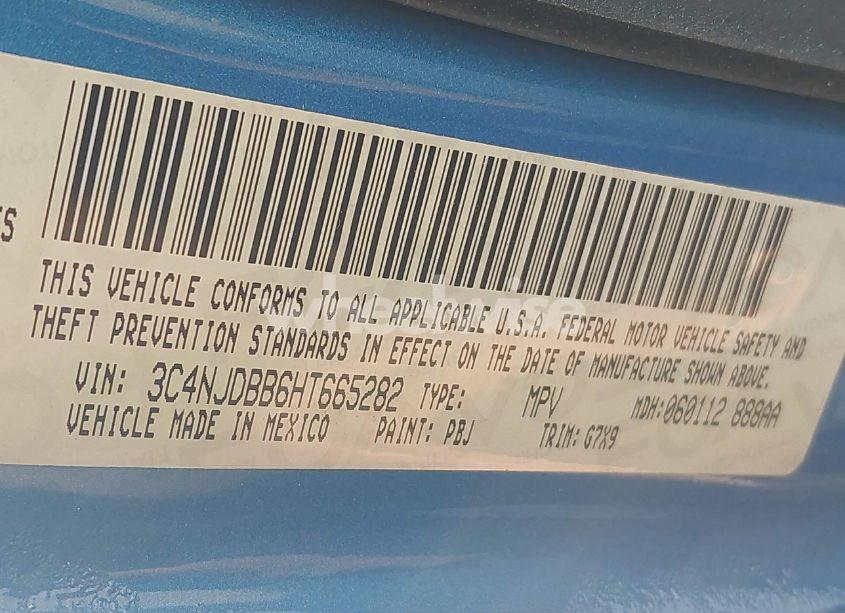 THIS VEHICLE CONFORMS TO ALL APPLICABLE U.S.A. FEDERAL MOTOR VEHICLE SAFETY AND
THEFT PREVENTION STANDARDS IN EFFECT ON THE DATE OF MANUFACTURE SHOWN ABOVE.
VIN: 3C4NJDBB6HT665282 TYPE: MPV MDH: 060112 888AA
VEHICLE MADE IN MEXICO PAINT: PBJ TRIM: G7X9
wheelwise